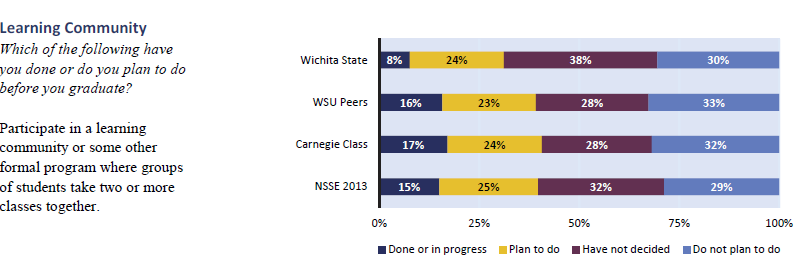 Learning Community
Which of the following have
you done or do you plan to do
before you graduate?
Participate in a learning
community or some other
formal program where groups
of students take two or more
classes together.
Wichita State 8% 24% 38% 30%
WSU Peers 16% 23% 28% 33%
Carnegie Class 17% 24% 28% 32%
NSSE 2013 15% 25% 32% 29%
0% 25% 50% 75% 100%
Done or in progress Plan to do Have not decided Do not plan to do